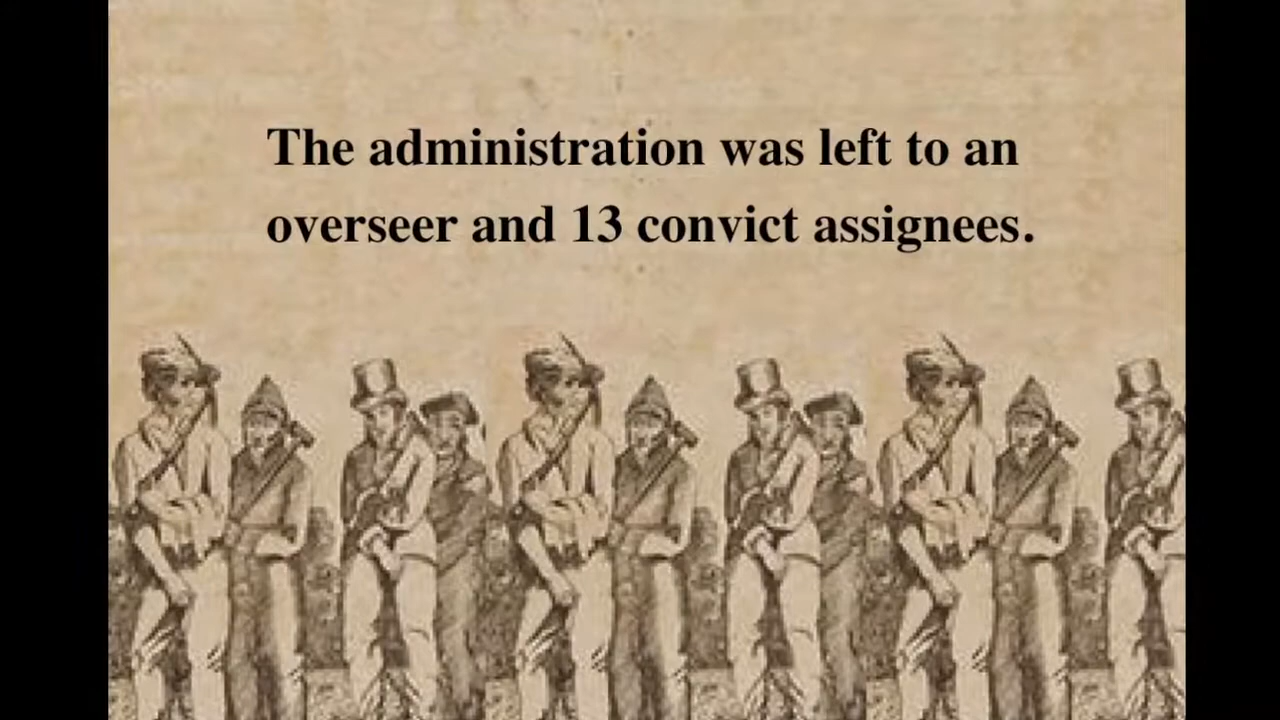 The administration was left to an
overseer and 13 convict assignees.